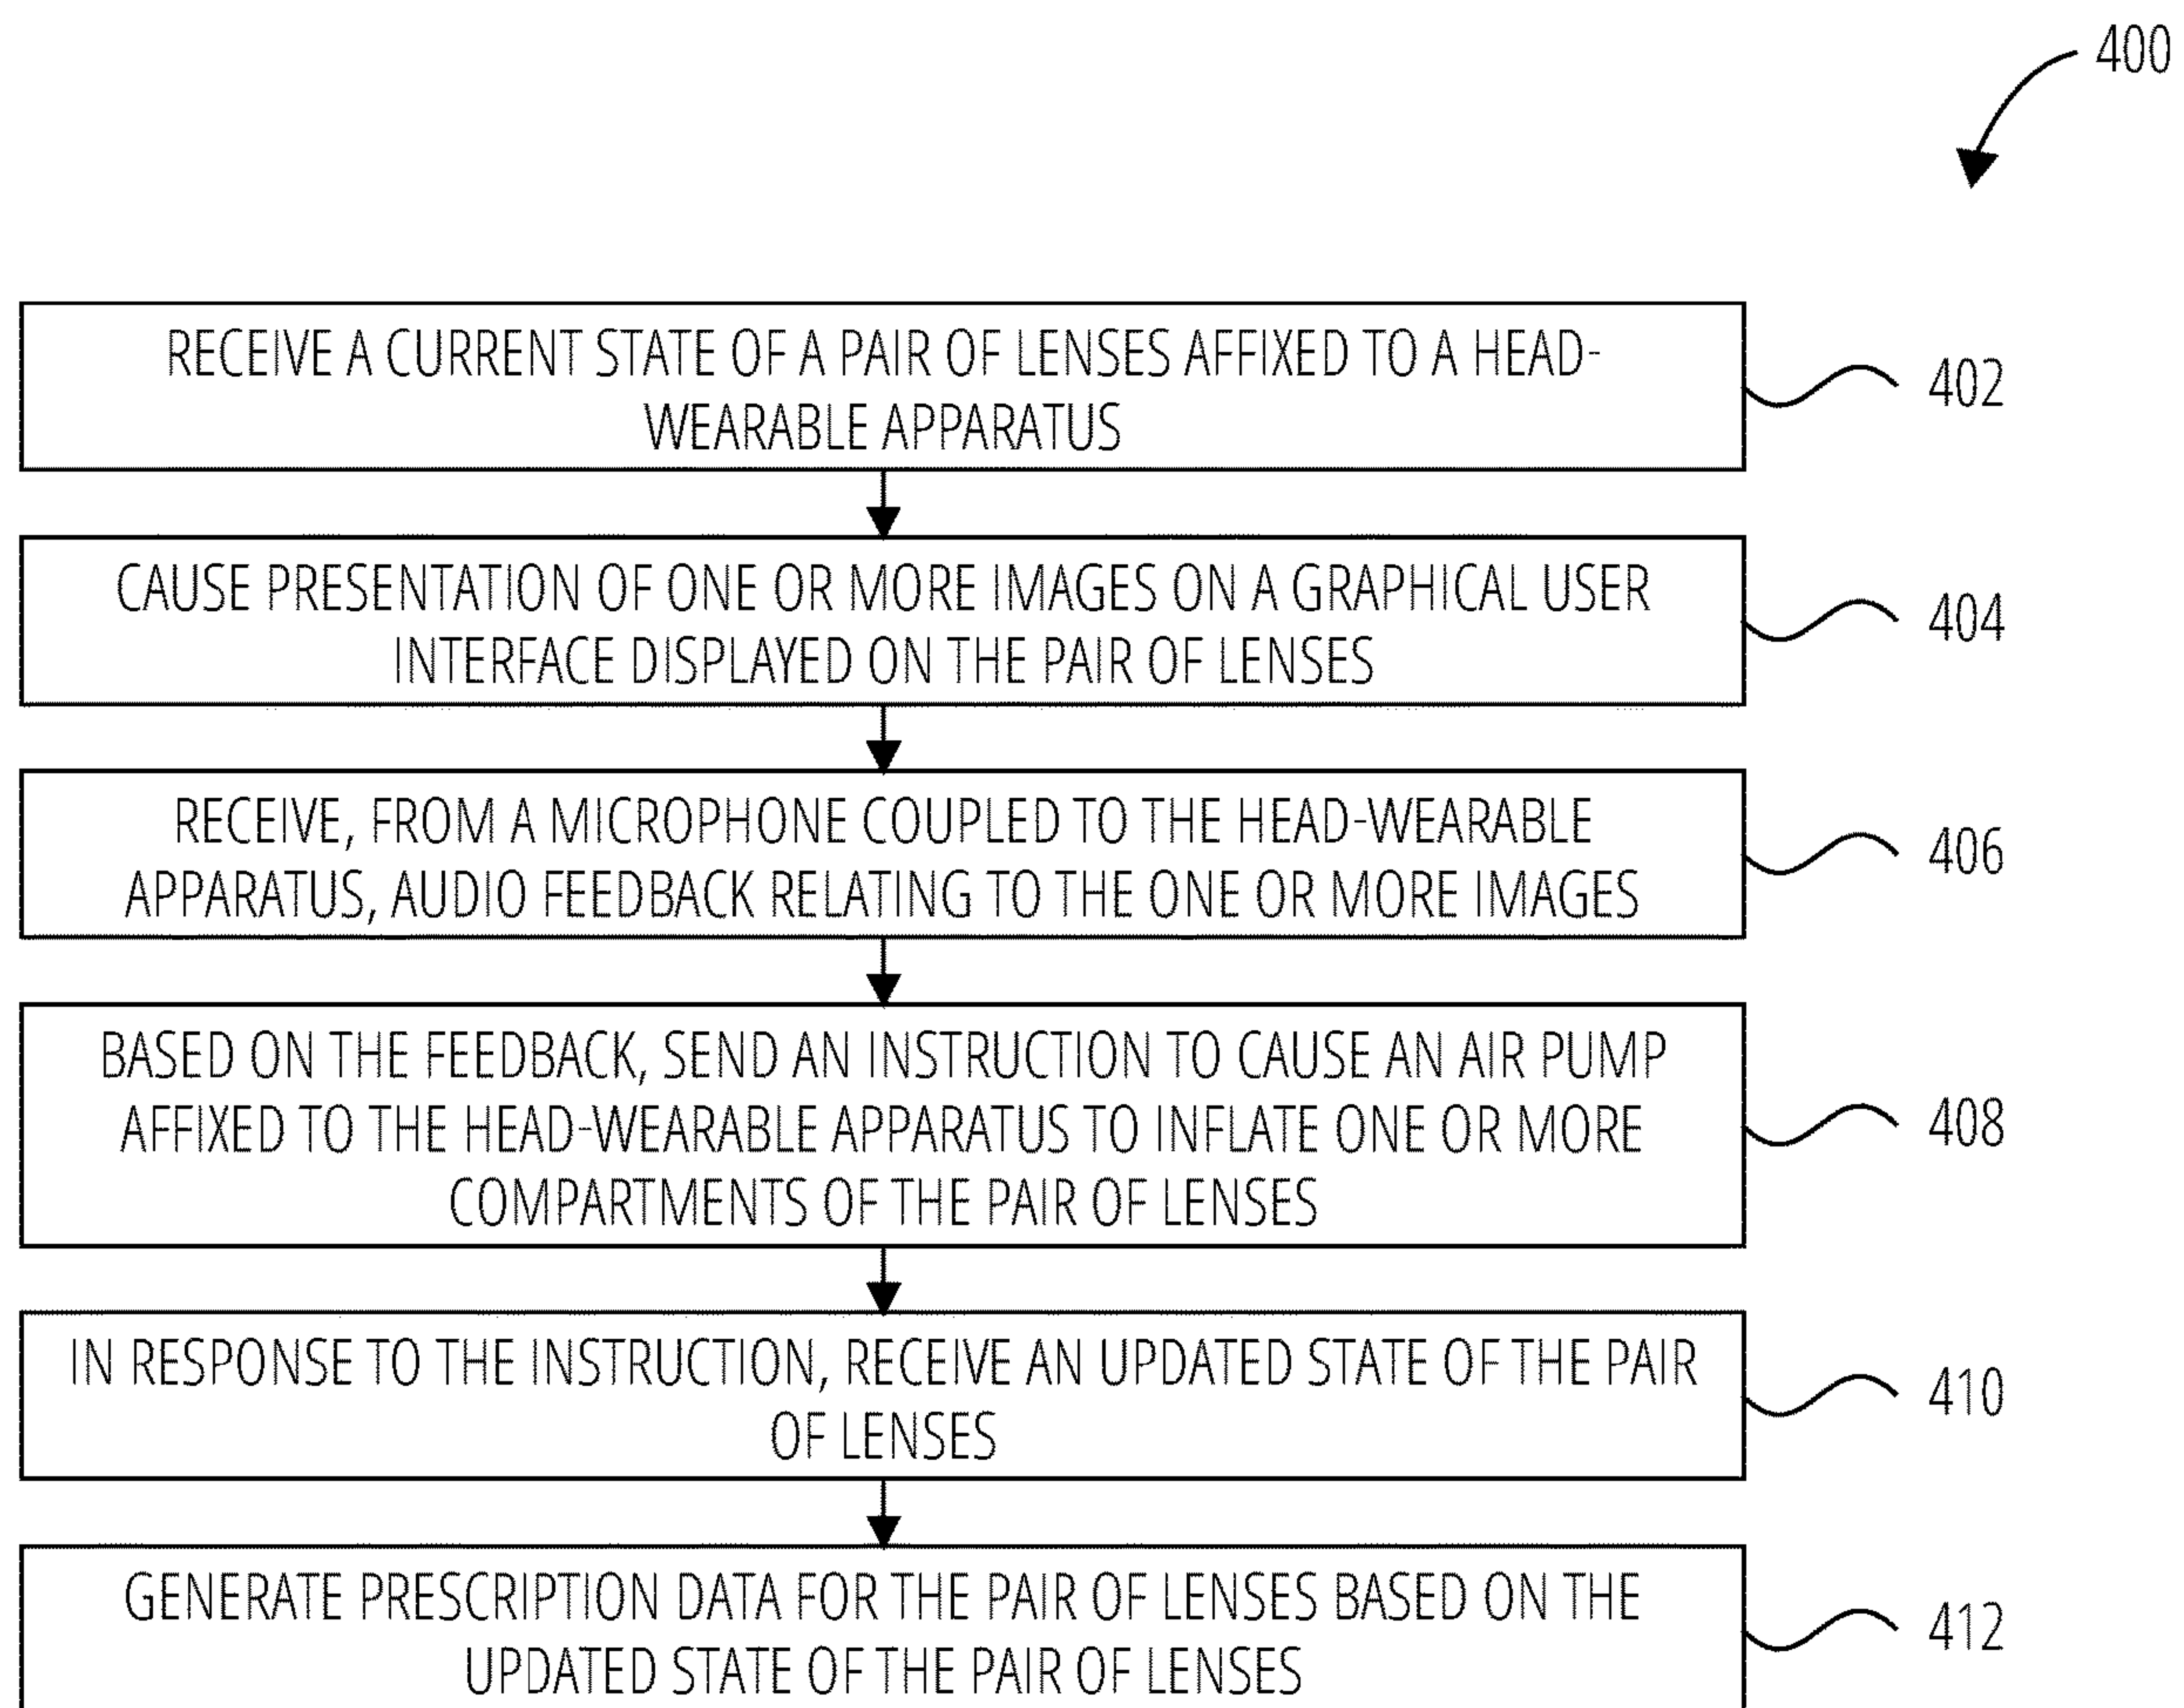 400
RECEIVE A CURRENT STATE OF A PAIR OF LENSES AFFIXED TO A HEAD-
WEARABLE APPARATUS
402
CAUSE PRESENTATION OF ONE OR MORE IMAGES ON A GRAPHICAL USER
INTERFACE DISPLAYED ON THE PAIR OF LENSES
404
RECEIVE, FROM A MICROPHONE COUPLED TO THE HEAD-WEARABLE
APPARATUS, AUDIO FEEDBACK RELATING TO THE ONE OR MORE IMAGES
406
BASED ON THE FEEDBACK, SEND AN INSTRUCTION TO CAUSE AN AIR PUMP
AFFIXED TO THE HEAD-WEARABLE APPARATUS TO INFLATE ONE OR MORE
COMPARTMENTS OF THE PAIR OF LENSES
408
IN RESPONSE TO THE INSTRUCTION, RECEIVE AN UPDATED STATE OF THE PAIR
OF LENSES
410
GENERATE PRESCRIPTION DATA FOR THE PAIR OF LENSES BASED ON THE
UPDATED STATE OF THE PAIR OF LENSES
412